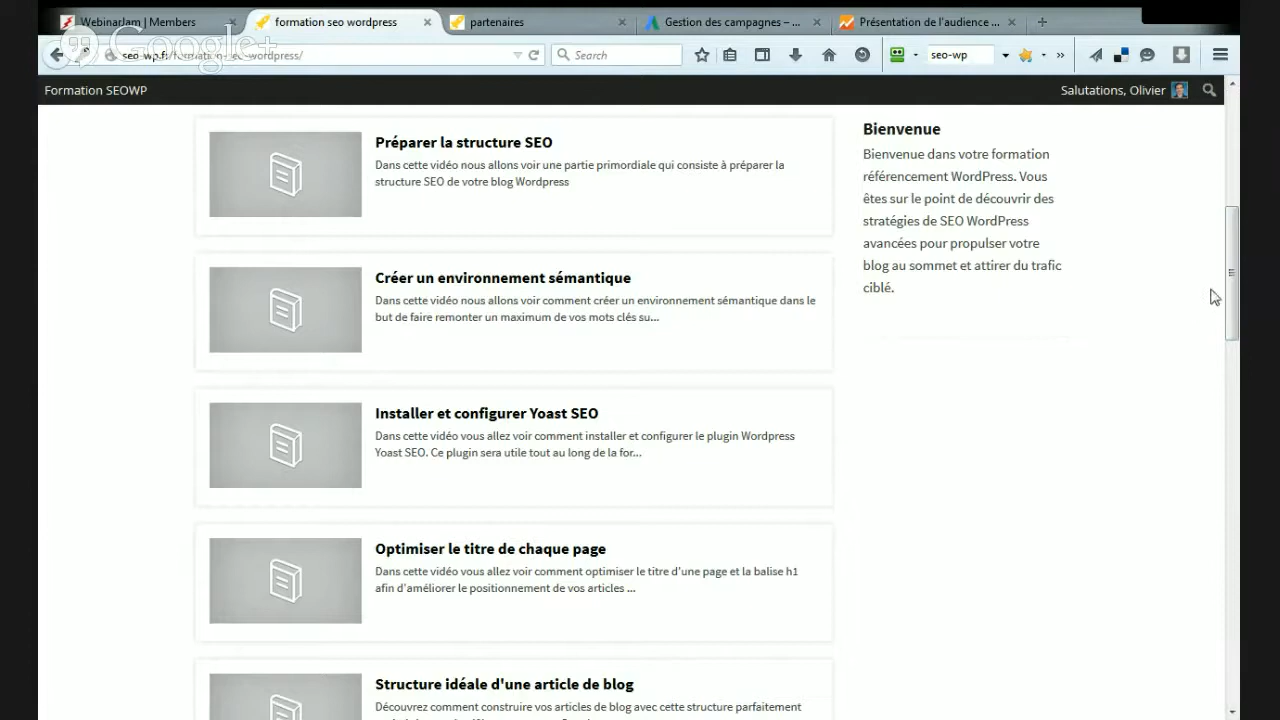 WebinarJam | Members
formation seo wordpress
partenaires
Gestion des campagnes – ...
Présentation de l'audience ...
Google+
seo-wp.fr/formation-seo-wordpress/
Search
seo-wp
Formation SEOWP
Salutations, Olivier
Préparer la structure SEO
Dans cette vidéo nous allons voir une partie primordiale qui consiste à préparer la
structure SEO de votre blog Wordpress
Créer un environnement sémantique
Dans cette vidéo nous allons voir comment créer un environnement sémantique dans le
but de faire remonter un maximum de vos mots clés su...
Installer et configurer Yoast SEO
Dans cette vidéo vous allez voir comment installer et configurer le plugin Wordpress
Yoast SEO. Ce plugin sera utile tout au long de la for...
Optimiser le titre de chaque page
Dans cette vidéo vous allez voir comment optimiser le titre d'une page et la balise h1
afin d'améliorer le positionnement de vos articles ...
Structure idéale d'une article de blog
Découvrez comment construire vos articles de blog avec cette structure parfaitement
Bienvenue
Bienvenue dans votre formation
référencement WordPress. Vous
êtes sur le point de découvrir des
stratégies de SEO WordPress
avancées pour propulser votre
blog au sommet et attirer du trafic
ciblé.